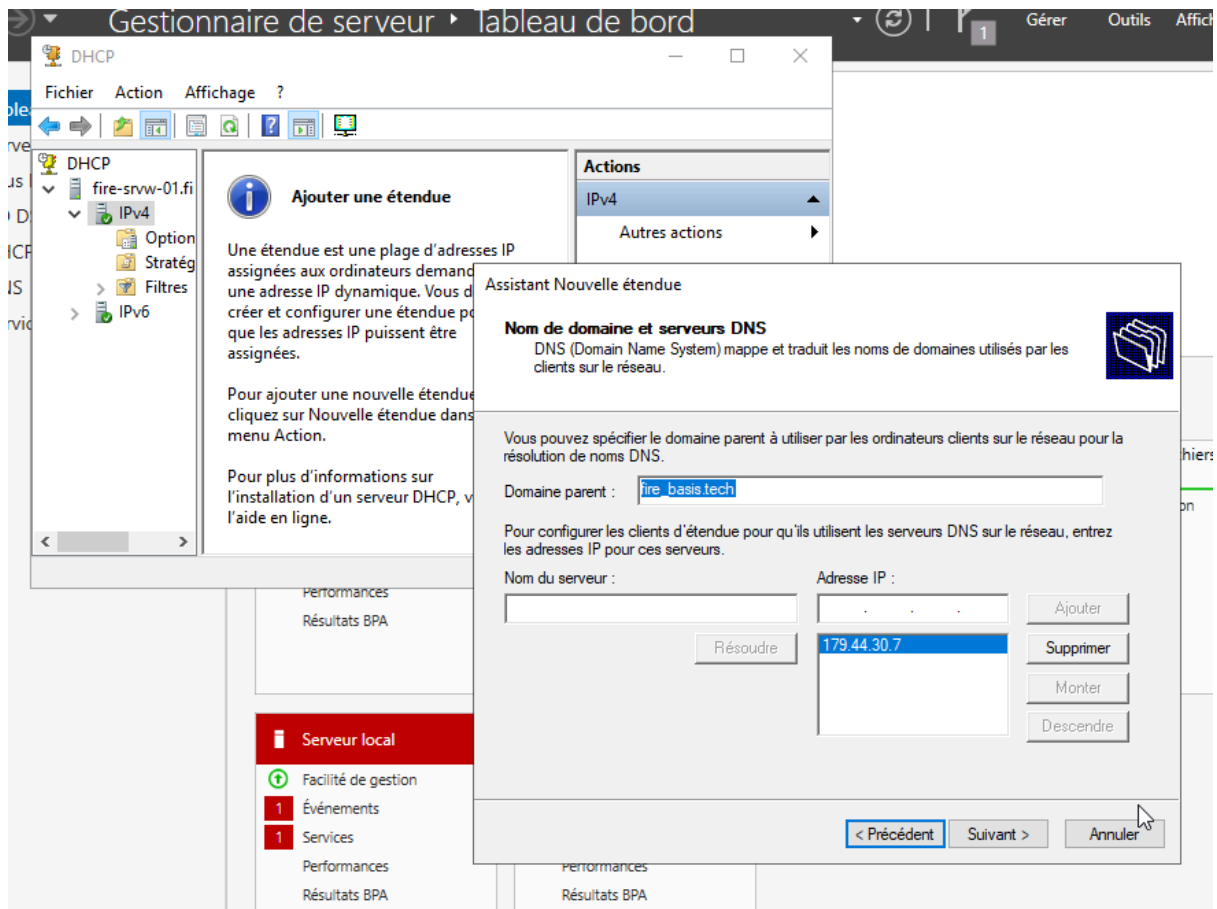 Gestionnaire de serveur ‣ Tableau de bord
1
Gérer Outils Affich
DHCP
Fichier Action Affichage ?
DHCP
fire-srvw-01.fi
IPv4
Option
Stratég
Filtres
IPv6
Ajouter une étendue
Une étendue est une plage d'adresses IP
assignées aux ordinateurs demand
une adresse IP dynamique. Vous d
créer et configurer une étendue po
que les adresses IP puissent être
assignées.
Pour ajouter une nouvelle étendue
cliquez sur Nouvelle étendue dans
menu Action.
Pour plus d'informations sur
l'installation d'un serveur DHCP, v
l'aide en ligne.
Actions
IPv4
Autres actions
Assistant Nouvelle étendue
Nom de domaine et serveurs DNS
DNS (Domain Name System) mappe et traduit les noms de domaines utilisés par les
clients sur le réseau.
Vous pouvez spécifier le domaine parent à utiliser par les ordinateurs clients sur le réseau pour la
résolution de noms DNS.
Domaine parent : fire_basis.tech
Pour configurer les clients d'étendue pour qu'ils utilisent les serveurs DNS sur le réseau, entrez
les adresses IP pour ces serveurs.
Nom du serveur : Adresse IP :
. . . Ajouter
Résoudre 179.44.30.7 Supprimer
Monter
Descendre
< Précédent Suivant > Annuler
Performances
Résultats BPA
Serveur local
Facilité de gestion
1 Événements
1 Services
Performances
Résultats BPA
Performances
Résultats BPA